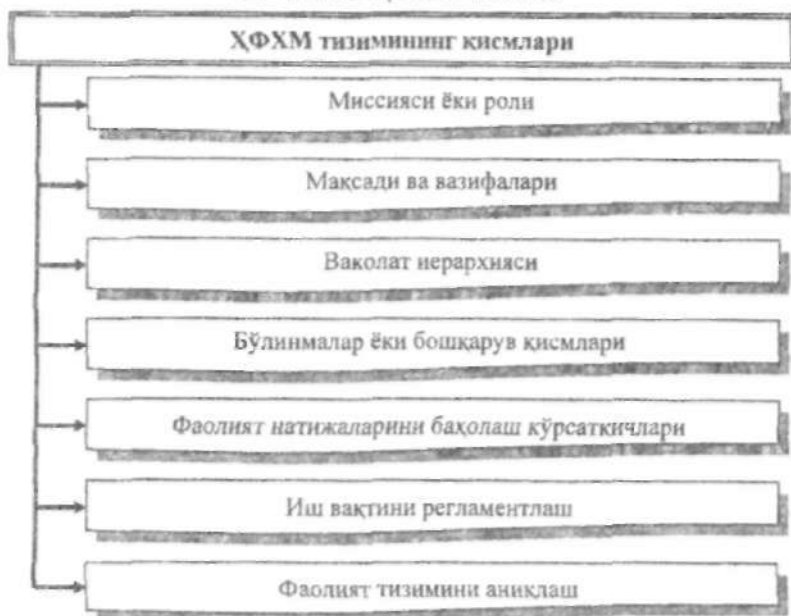 ҲФХМ тизимининг қисмлари
Миссияси ёки роли
Мақсади ва вазифалари
Ваколат иерархияси
Бўлинмалар ёки бошқарув қисмлари
Фаолият натижаларини баҳолаш кўрсаткичлари
Иш вақтини регламентлаш
Фаолият тизимини аниқлаш